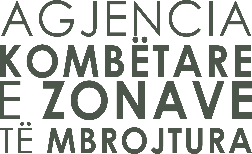 AGJENCIA
KOMBËTARE
E ZONAVE
TË MBROJTURA